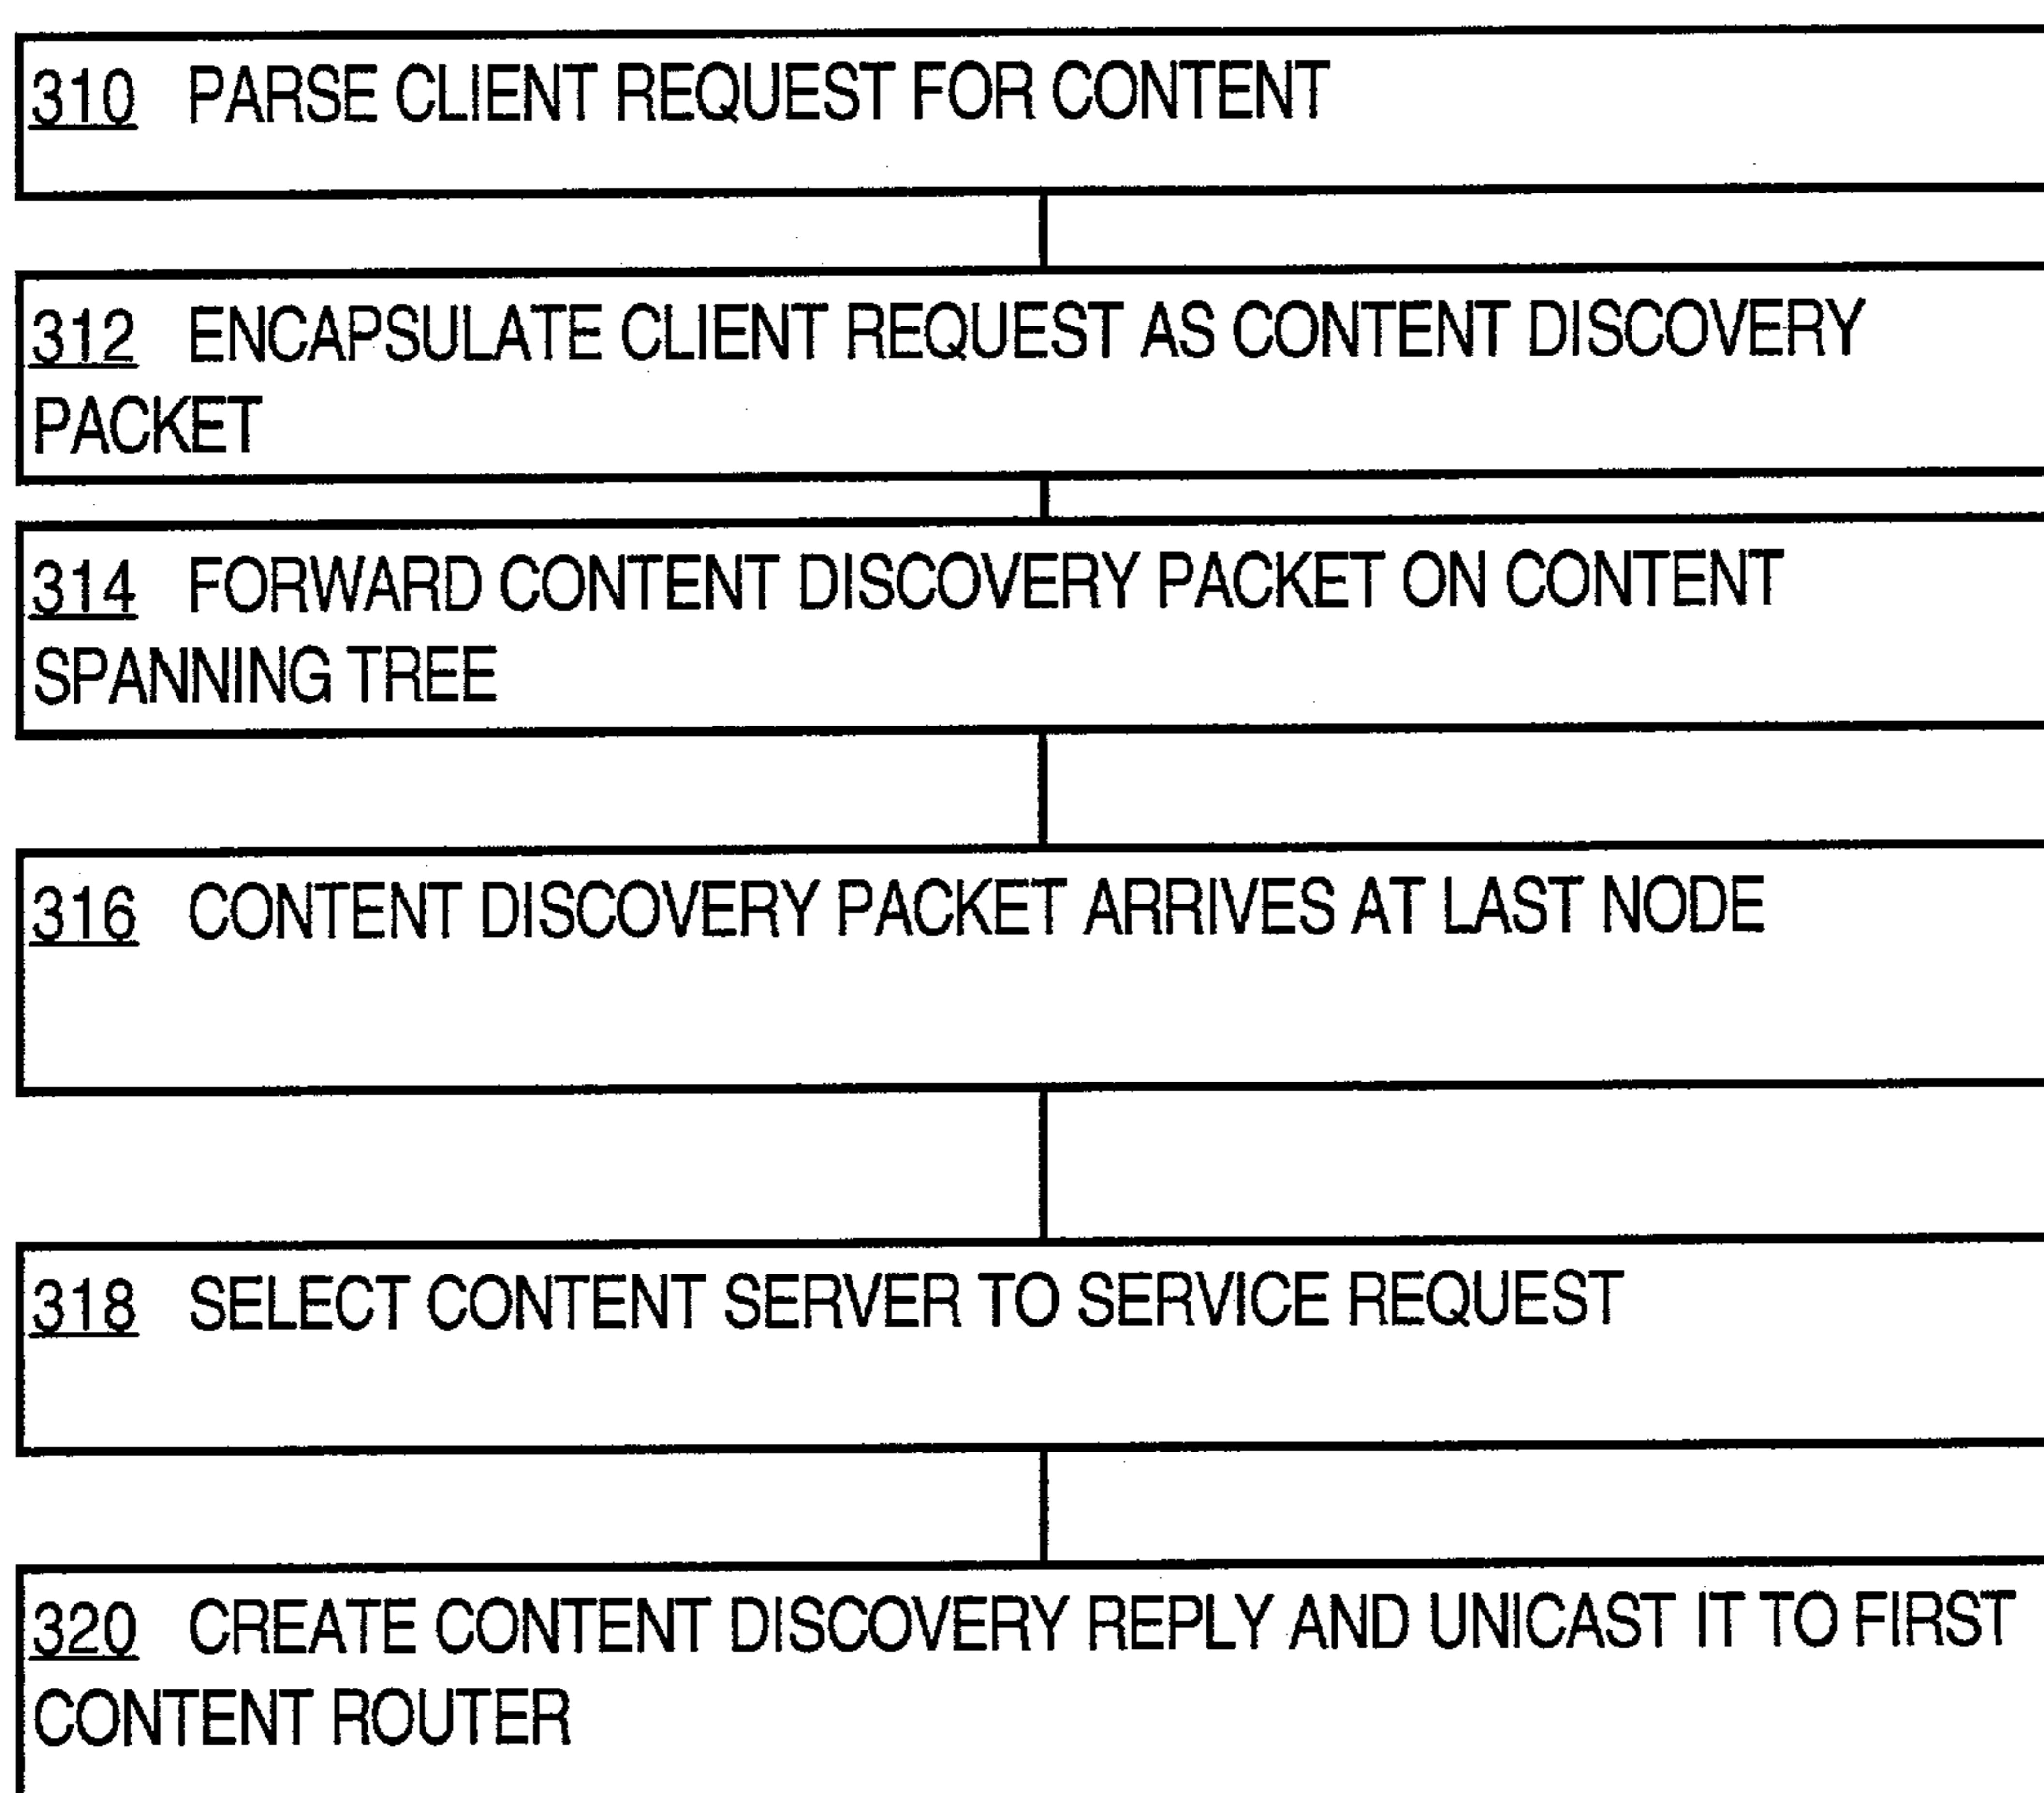 310 PARSE CLIENT REQUEST FOR CONTENT
312 ENCAPSULATE CLIENT REQUEST AS CONTENT DISCOVERY
PACKET
314 FORWARD CONTENT DISCOVERY PACKET ON CONTENT
SPANNING TREE
316 CONTENT DISCOVERY PACKET ARRIVES AT LAST NODE
318 SELECT CONTENT SERVER TO SERVICE REQUEST
320 CREATE CONTENT DISCOVERY REPLY AND UNICAST IT TO FIRST
CONTENT ROUTER